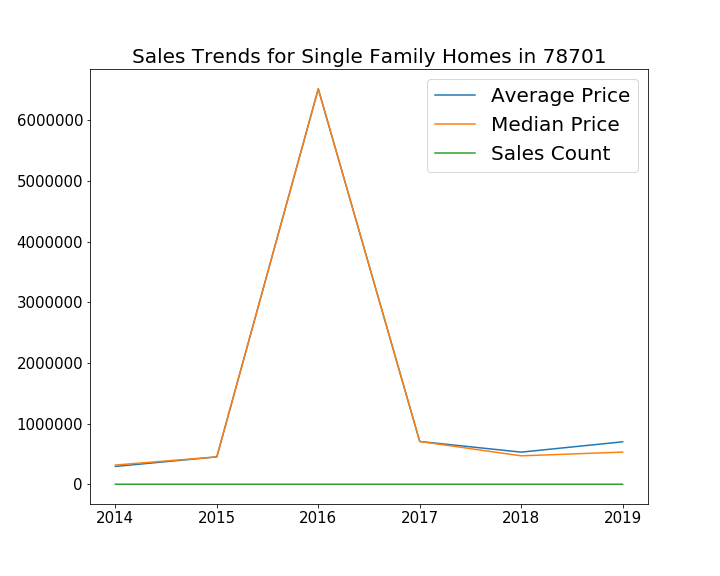 Sales Trends for Single Family Homes in 78701
Average Price
Median Price
Sales Count
6000000
5000000
4000000
3000000
2000000
1000000
0
2014 2015 2016 2017 2018 2019